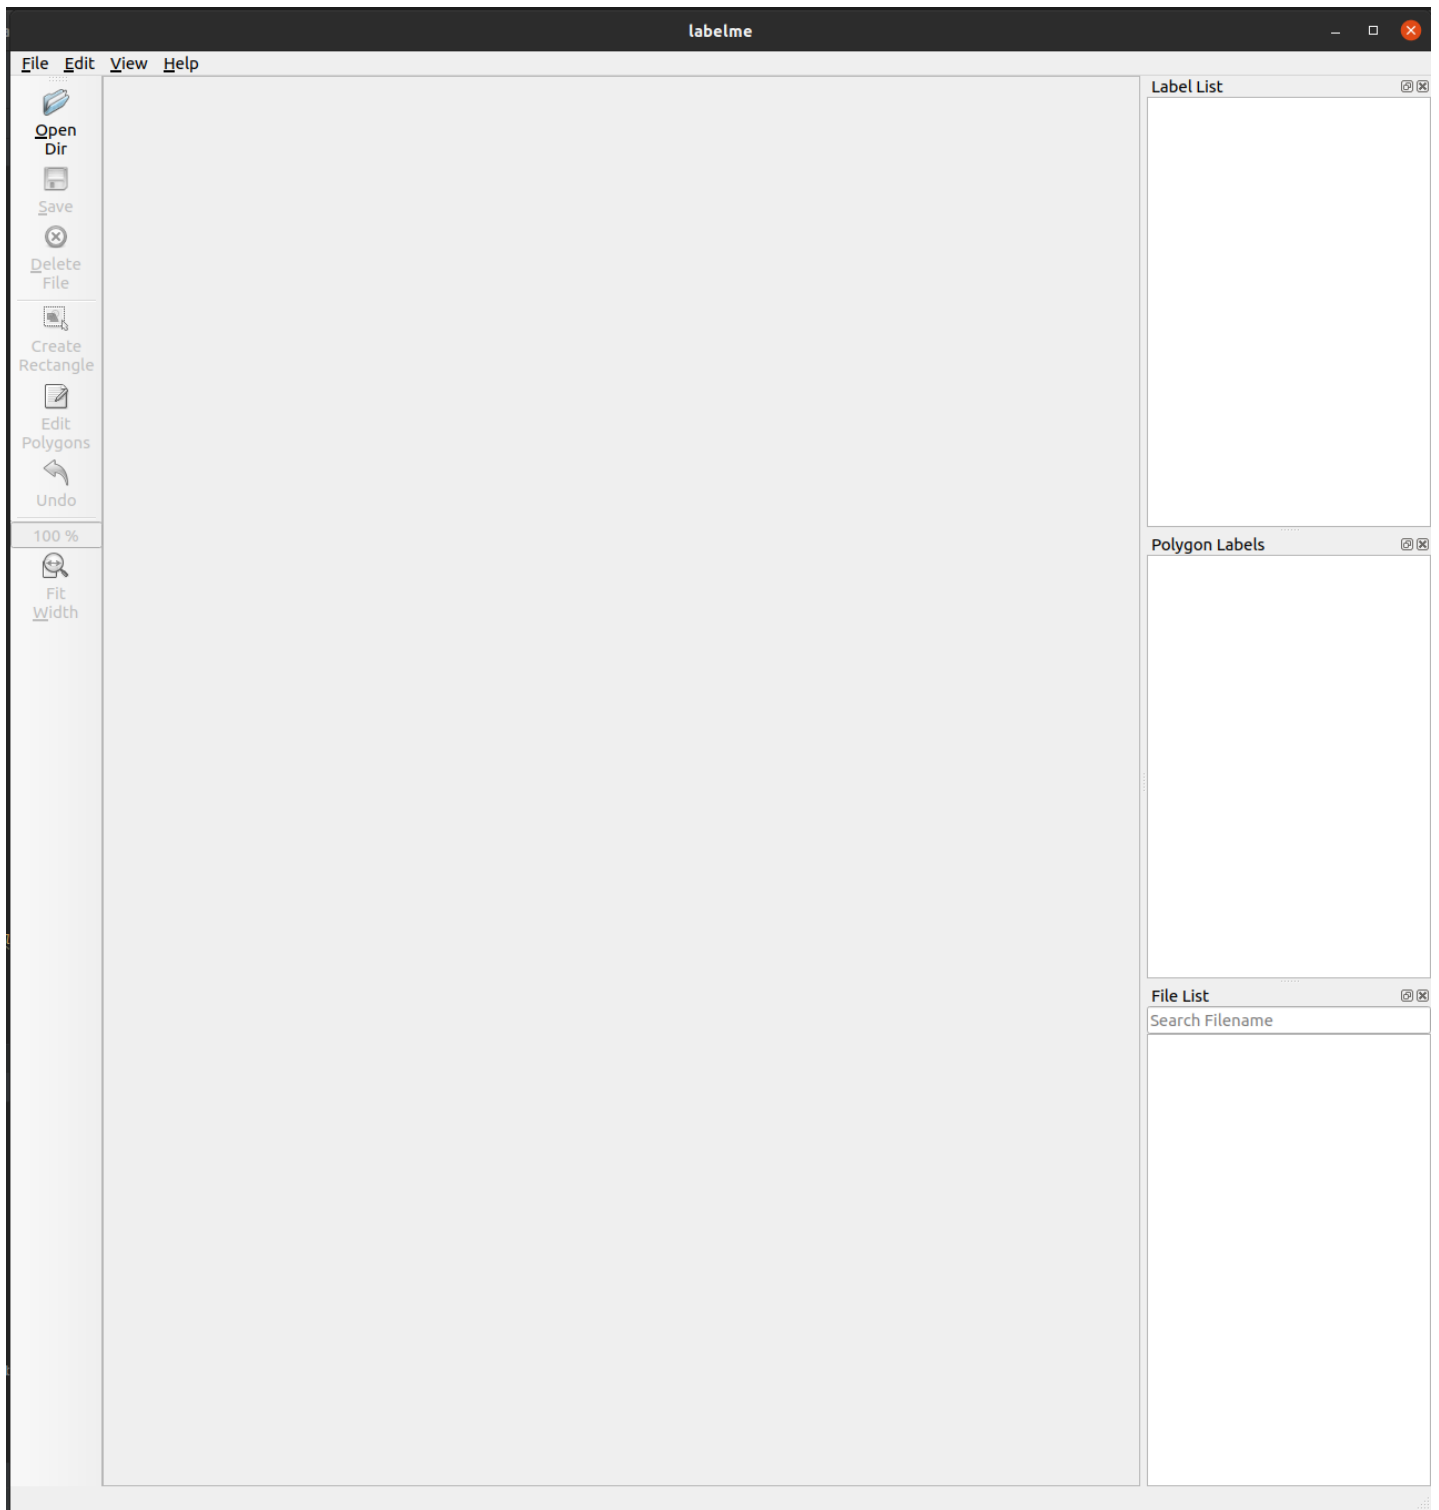 labelme
File Edit View Help
Open
Dir
Save
Delete
File
Create
Rectangle
Edit
Polygons
Undo
100 %
Fit
Width
Label List
Polygon Labels
File List
Search Filename